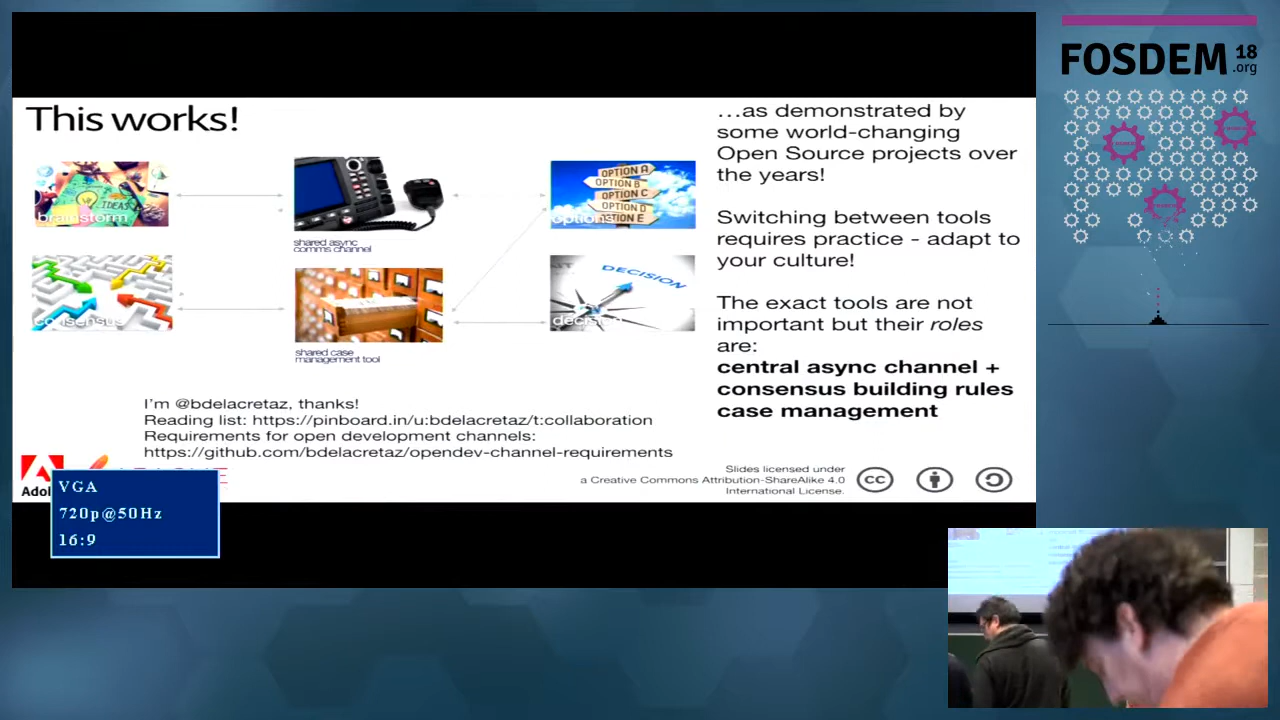 This works!
brainstorm
shared async
comms channel
OPTION A
OPTION B
OPTION C
OPTION D
OPTION E
options
consensus
shared case
management tool
DECISION
decision
…as demonstrated by
some world-changing
Open Source projects over
the years!
Switching between tools
requires practice - adapt to
your culture!
The exact tools are not
important but their roles
are:
central async channel +
consensus building rules
case management
I'm @bdelacretaz, thanks!
Reading list: https://pinboard.in/u:bdelacretaz/t:collaboration
Requirements for open development channels:
https://github.com/bdelacretaz/opendev-channel-requirements
Slides licensed under
a Creative Commons Attribution-ShareAlike 4.0
International License.
cc
VGA
720p@50Hz
16:9
FOSDEM 18
.org